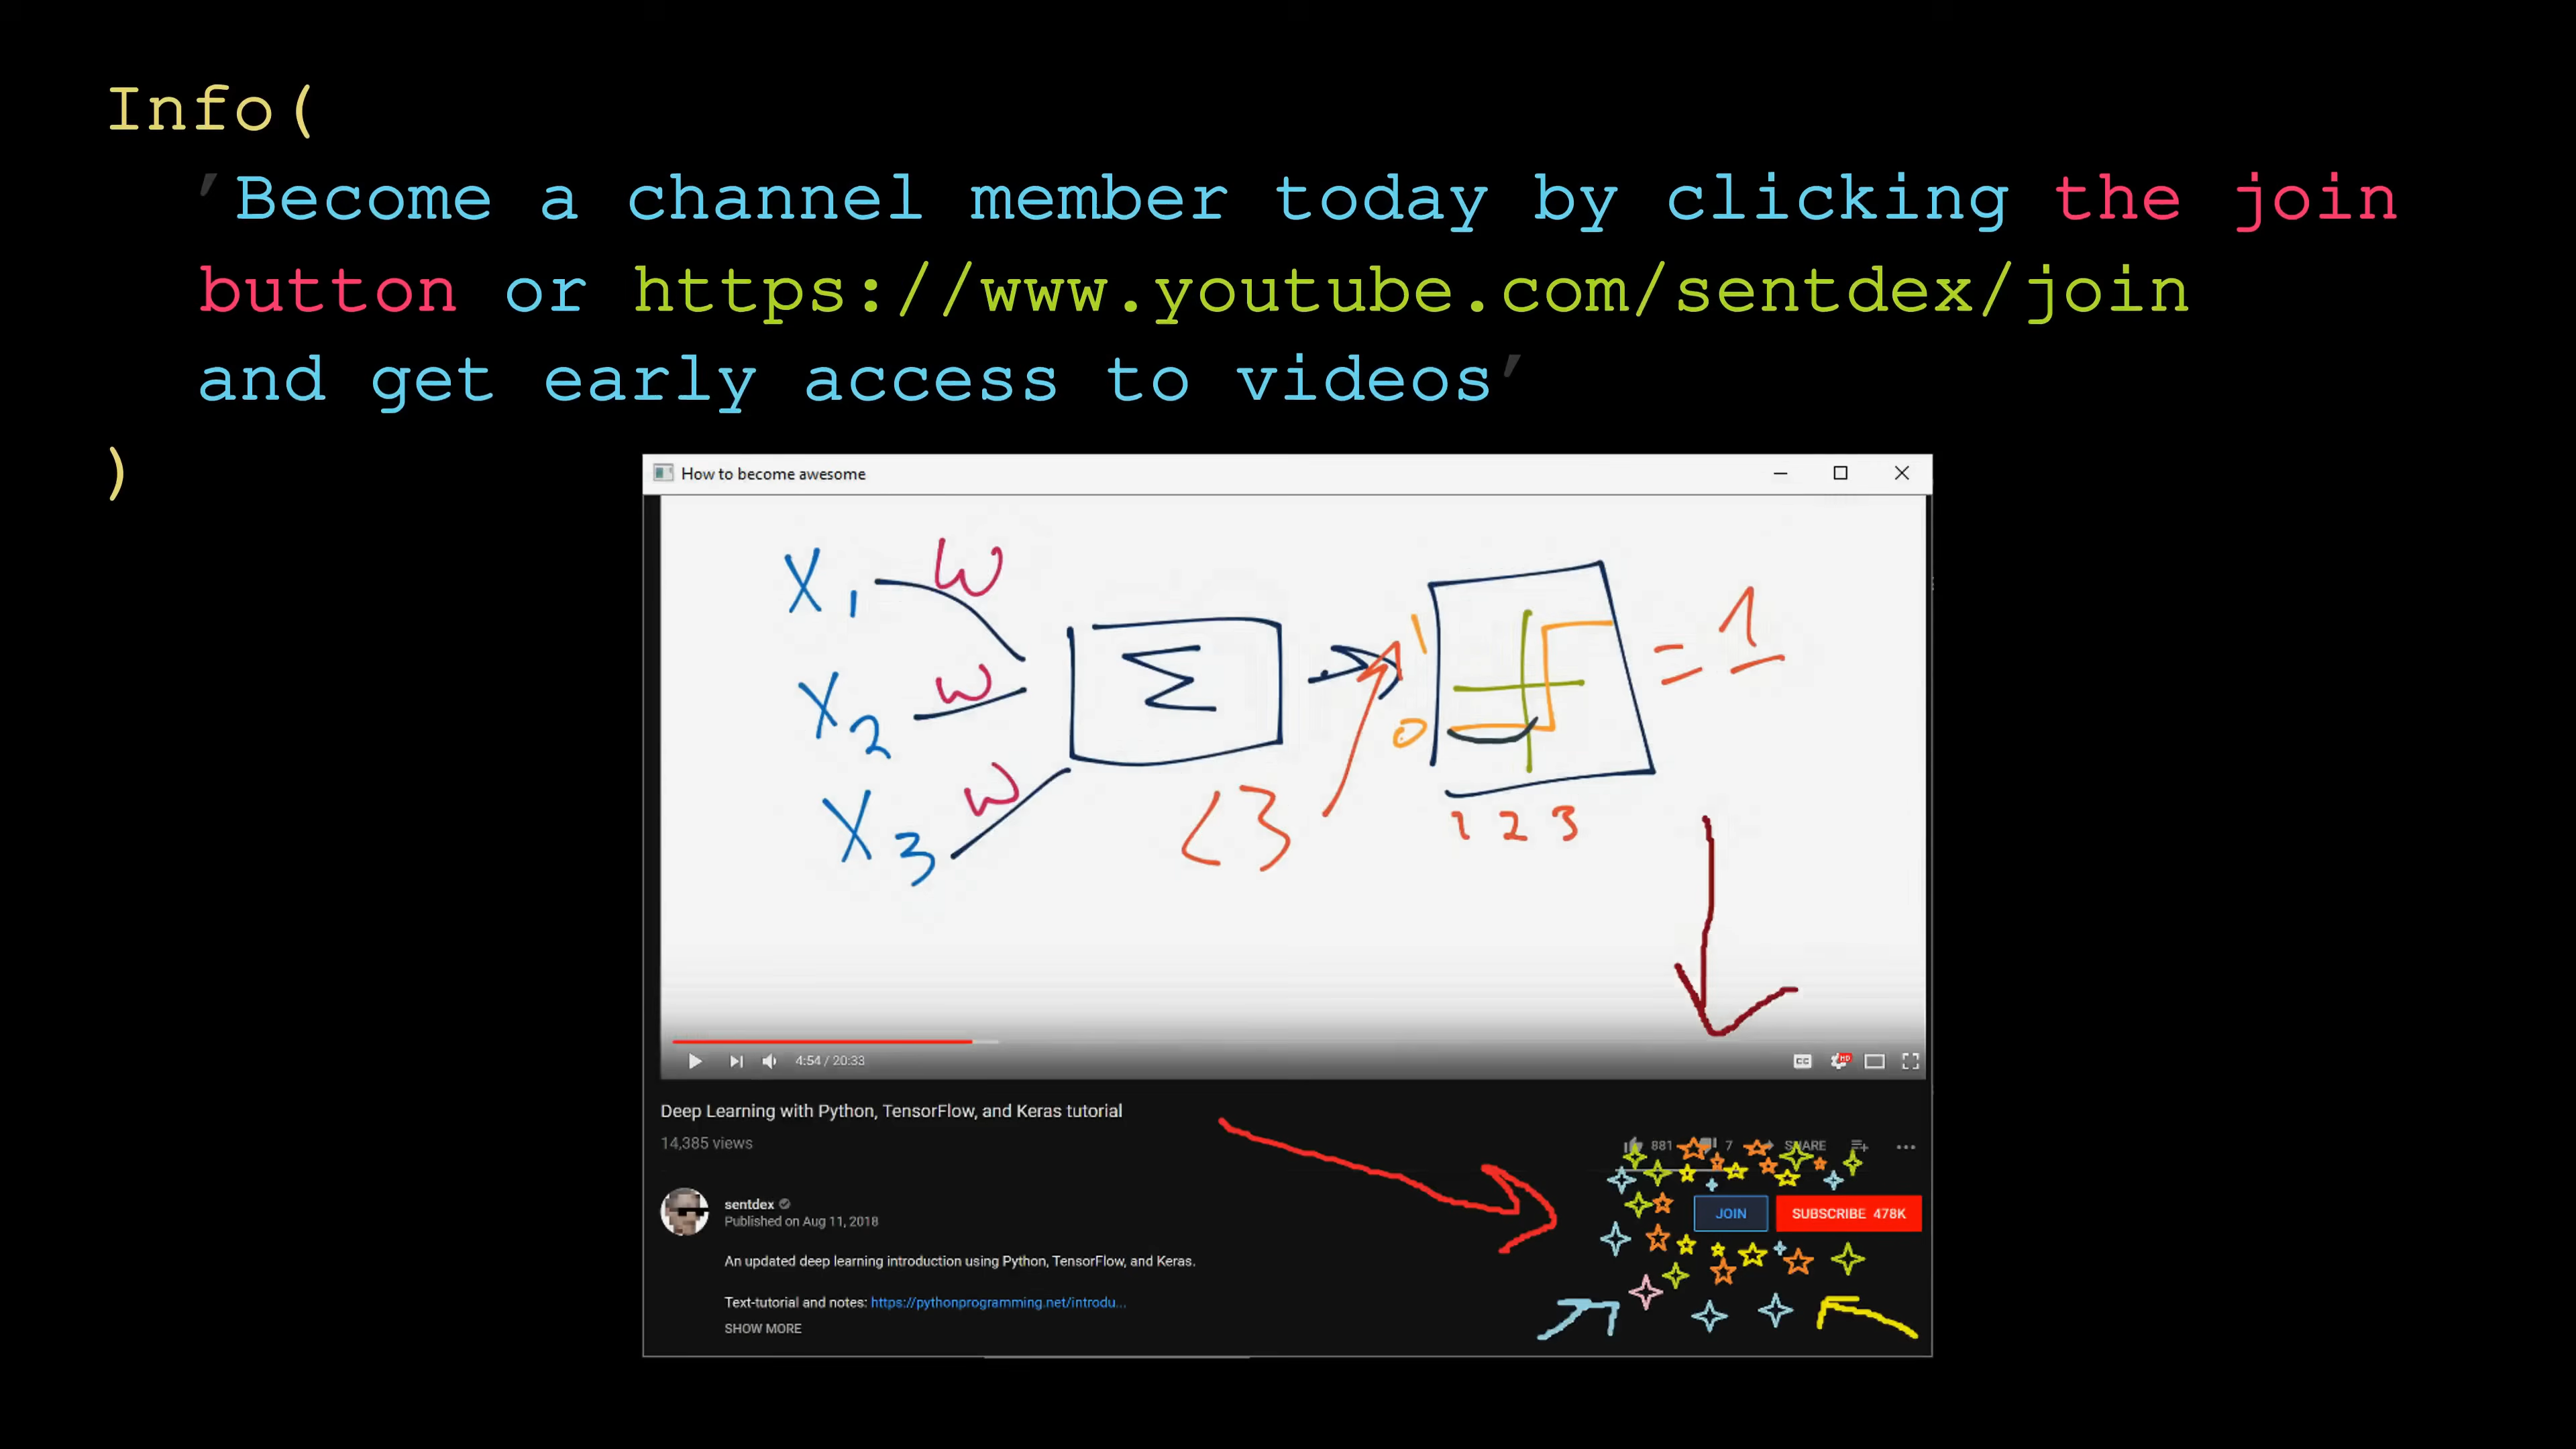 Info(
'Become a channel member today by clicking the join
button or https://www.youtube.com/sentdex/join
and get early access to videos'
)
How to become awesome
X1 W
X2 W
X3 W
Σ
1
0
= 1
<3
1 2 3
4:54 / 20:33
CC
HD
Deep Learning with Python, TensorFlow, and Keras tutorial
14,385 views
881 7 SHARE
sentdex
Published on Aug 11, 2018
JOIN SUBSCRIBE 478K
An updated deep learning introduction using Python, TensorFlow, and Keras.
Text-tutorial and notes: https://pythonprogramming.net/introdu...
SHOW MORE